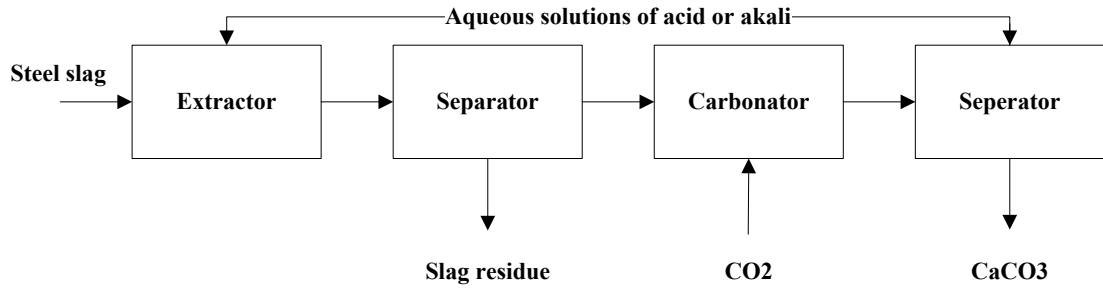 Aqueous solutions of acid or akali
Steel slag
Extractor
Separator
Carbonator
Seperator
Slag residue
CO2
CaCO3